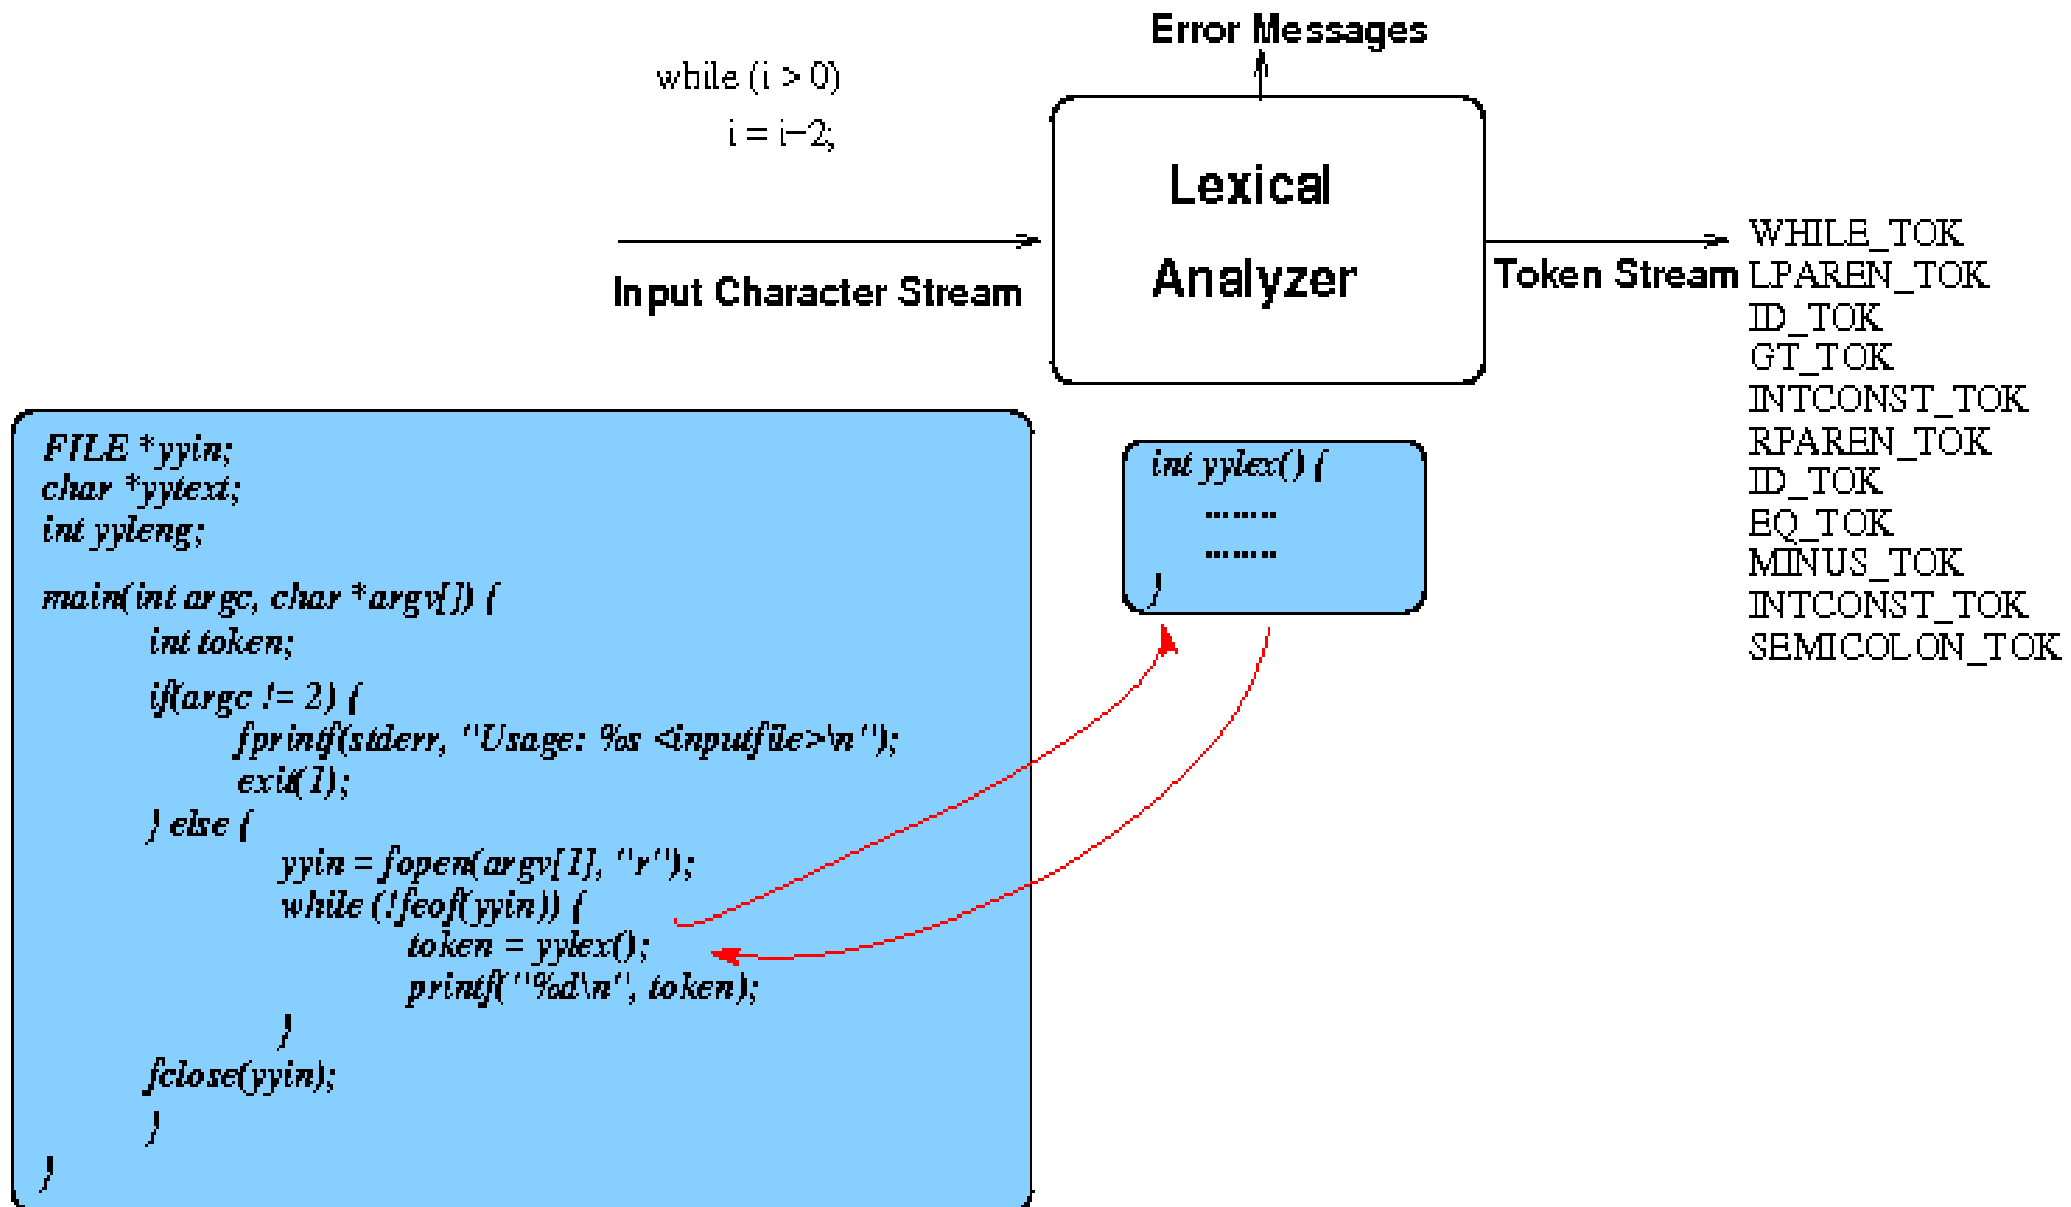 Error Messages
while (i > 0)
i = i−2;
Lexical
Analyzer
Input Character Stream
Token Stream
WHILE_TOK
LPAREN_TOK
ID_TOK
GT_TOK
INTCONST_TOK
RPAREN_TOK
ID_TOK
EQ_TOK
MINUS_TOK
INTCONST_TOK
SEMICOLON_TOK
FILE *yyin;
char *yytext;
int yyleng;
main(int argc, char *argv[]) {
int token;
if(argc != 2) {
fprintf(stderr, "Usage: %s <inputfile>\n");
exit(1);
} else {
yyin = fopen(argv[1], "r");
while (!feof(yyin)) {
token = yylex();
printf("%d\n", token);
}
fclose(yyin);
}
}
int yylex() {
........
........
}